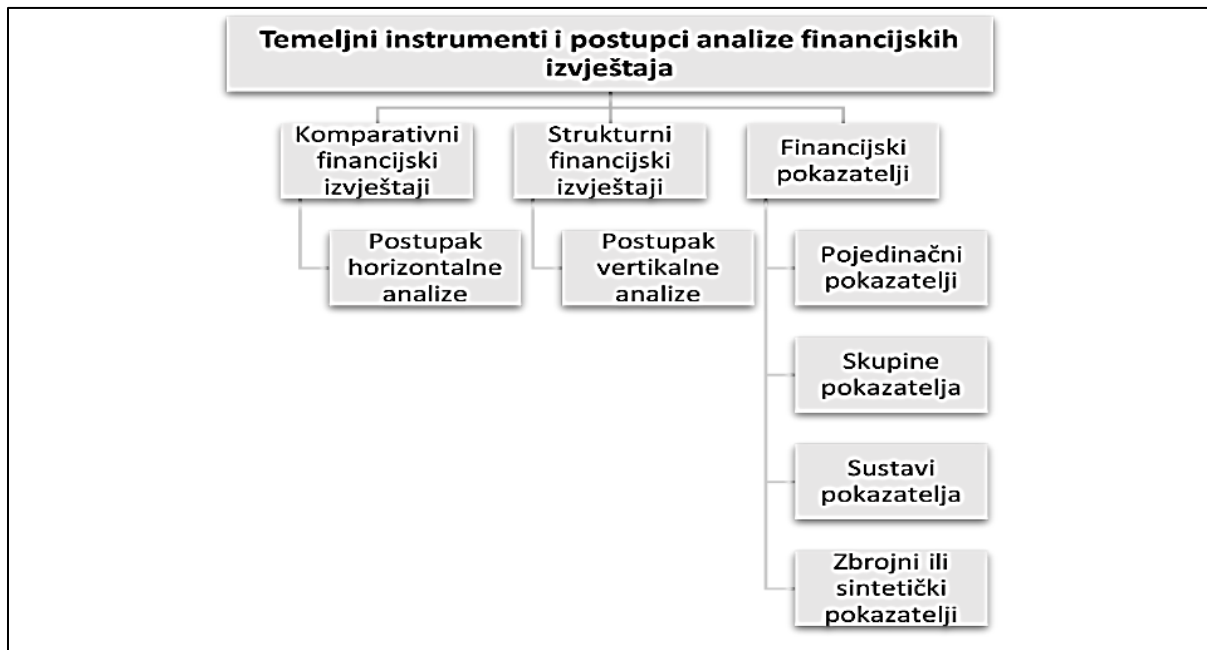 Temeljni instrumenti i postupci analize financijskih
izvještaja
Komparativni
financijski
izvještaji
Postupak
horizontalne
analize
Strukturni
financijski
izvještaji
Postupak
vertikalne
analize
Financijski
pokazatelji
Pojedinačni
pokazatelji
Skupine
pokazatelja
Sustavi
pokazatelja
Zbrojni ili
sintetički
pokazatelji